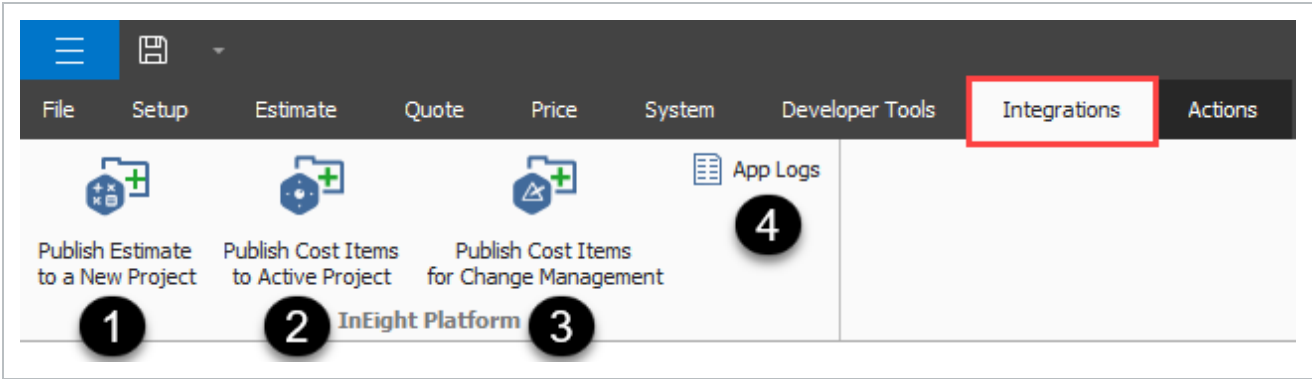 File Setup Estimate Quote Price System Developer Tools Integrations Actions
App Logs
4
Publish Estimate Publish Cost Items Publish Cost Items
to a New Project to Active Project for Change Management
1 2 InEight Platform 3